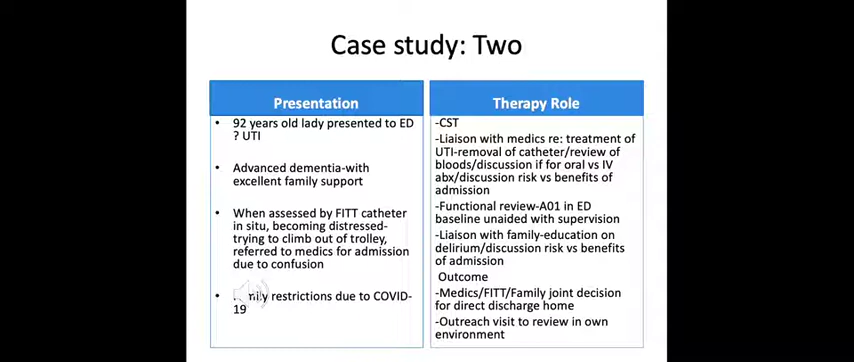 Case study: Two
Presentation
92 years old lady presented to ED
? UTI
Advanced dementia-with
excellent family support
When assessed by FITT catheter
in situ, becoming distressed-
trying to climb out of trolley,
referred to medics for admission
due to confusion
restrictions due to COVID-
19
Therapy Role
-CST
-Liaison with medics re: treatment of
UTI-removal of catheter/review of
bloods/discussion if for oral vs IV
abx/discussion risk vs benefits of
admission
-Functional review-A01 in ED
baseline unaided with supervision
-Liaison with family-education on
delirium/discussion risk vs benefits
of admission
Outcome
-Medics/FITT/Family joint decision
for direct discharge home
-Outreach visit to review in own
environment